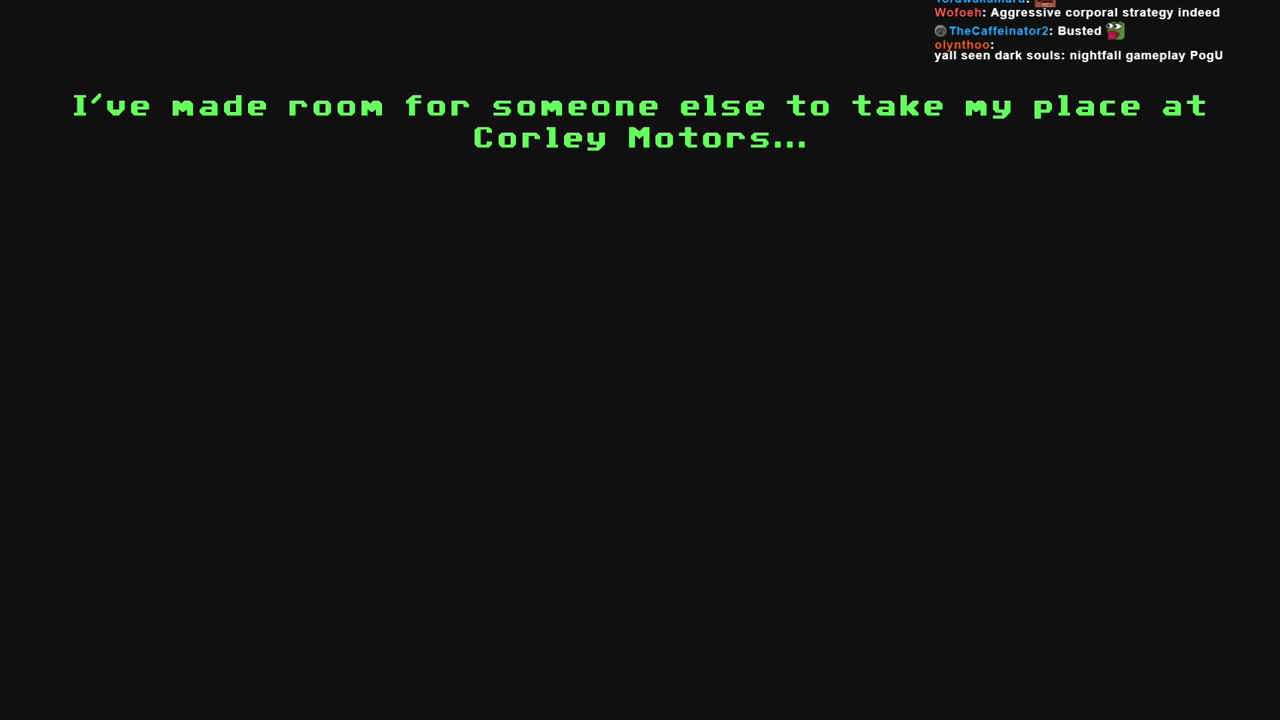 Wofoeh: Aggressive corporal strategy indeed
TheCaffeinator2: Busted
olynthoo:
yall seen dark souls: nightfall gameplay PogU
I've made room for someone else to take my place at
Corley Motors...